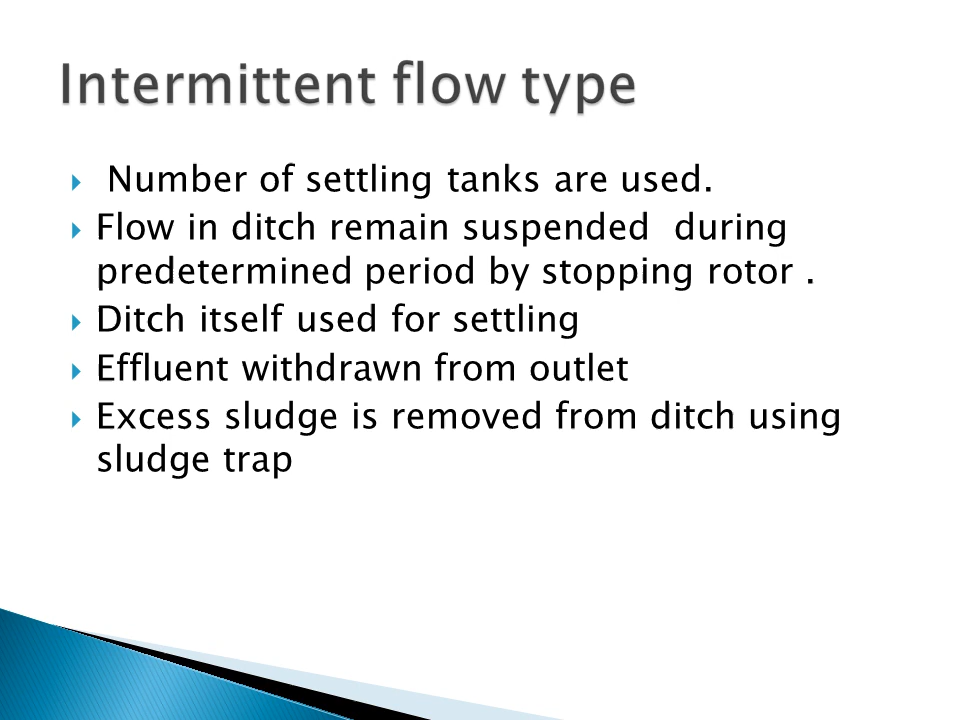 Intermittent flow type
Number of settling tanks are used.
Flow in ditch remain suspended  during
predetermined period by stopping rotor .
Ditch itself used for settling
Effluent withdrawn from outlet
Excess sludge is removed from ditch using
sludge trap